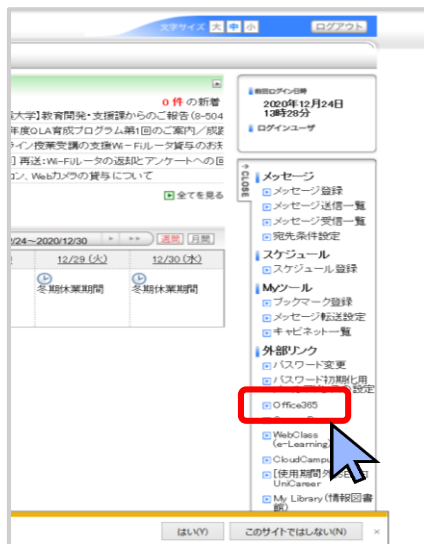 文字サイズ 大 中 小 ログアウト
0 件 の新着
大学】教育開発・支援課からのご報告(8-504
年度OLA育成プログラム第1回のご案内/成
イン授業受講の支援Wi-Fiルータ貸与のお
] 再送:Wi-Fiルータの返却とアンケートへの
コン、Webカメラの貸与について
全てを見る
/24~2020/12/30 週間 月間
12/29 (火) 12/30 (水)
冬期休業期間 冬期休業期間
前回ログイン日時
2020年12月24日
13時28分
ログインユーザ
CLOSE
メッセージ
メッセージ登録
メッセージ送信一覧
メッセージ受信一覧
宛先条件設定
スケジュール
スケジュール登録
Myツール
ブックマーク登録
メッセージ転送設定
キャビネット一覧
外部リンク
パスワード変更
パスワード初期化用
設定
Office365
WebClass
(e-Learning)
CloudCampu
[使用期間外
UniCareer
My Library(情報図書
館)
はい(Y) このサイトではしない(N) ×